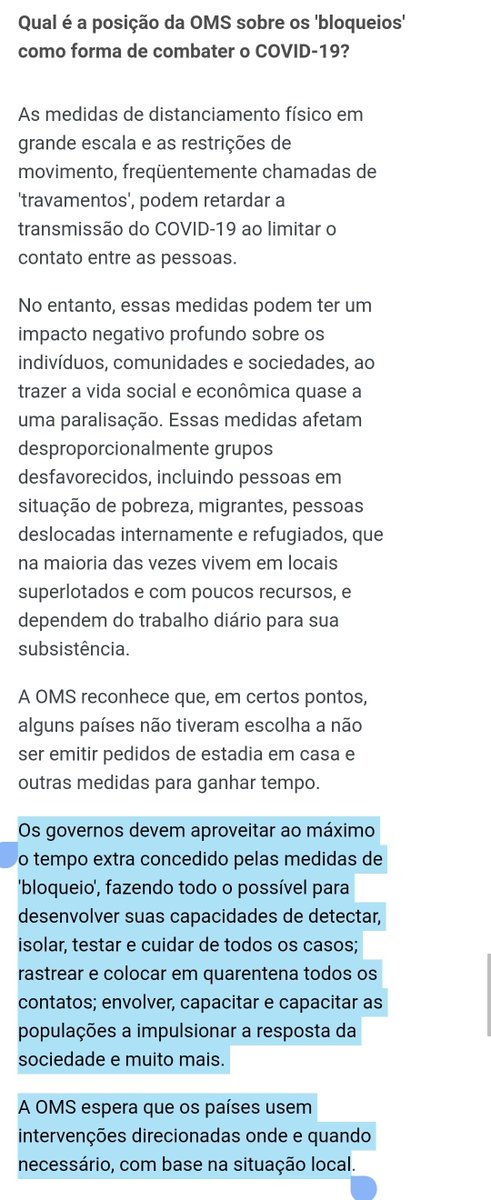 Qual é a posição da OMS sobre os 'bloqueios'
como forma de combater o COVID-19?
As medidas de distanciamento físico em
grande escala e as restrições de
movimento, freqüentemente chamadas de
'travamentos', podem retardar a
transmissão do COVID-19 ao limitar o
contato entre as pessoas.
No entanto, essas medidas podem ter um
impacto negativo profundo sobre os
indivíduos, comunidades e sociedades, ao
trazer a vida social e econômica quase a
uma paralisação. Essas medidas afetam
desproporcionalmente grupos
desfavorecidos, incluindo pessoas em
situação de pobreza, migrantes, pessoas
deslocadas internamente e refugiados, que
na maioria das vezes vivem em locais
superlotados e com poucos recursos, e
dependem do trabalho diário para sua
subsistência.
A OMS reconhece que, em certos pontos,
alguns países não tiveram escolha a não
ser emitir pedidos de estadia em casa e
outras medidas para ganhar tempo.
Os governos devem aproveitar ao máximo
o tempo extra concedido pelas medidas de
'bloqueio', fazendo todo o possível para
desenvolver suas capacidades de detectar,
isolar, testar e cuidar de todos os casos;
rastrear e colocar em quarentena todos os
contatos; envolver, capacitar e capacitar as
populações a impulsionar a resposta da
sociedade e muito mais.
A OMS espera que os países usem
intervenções direcionadas onde e quando
necessário, com base na situação local.